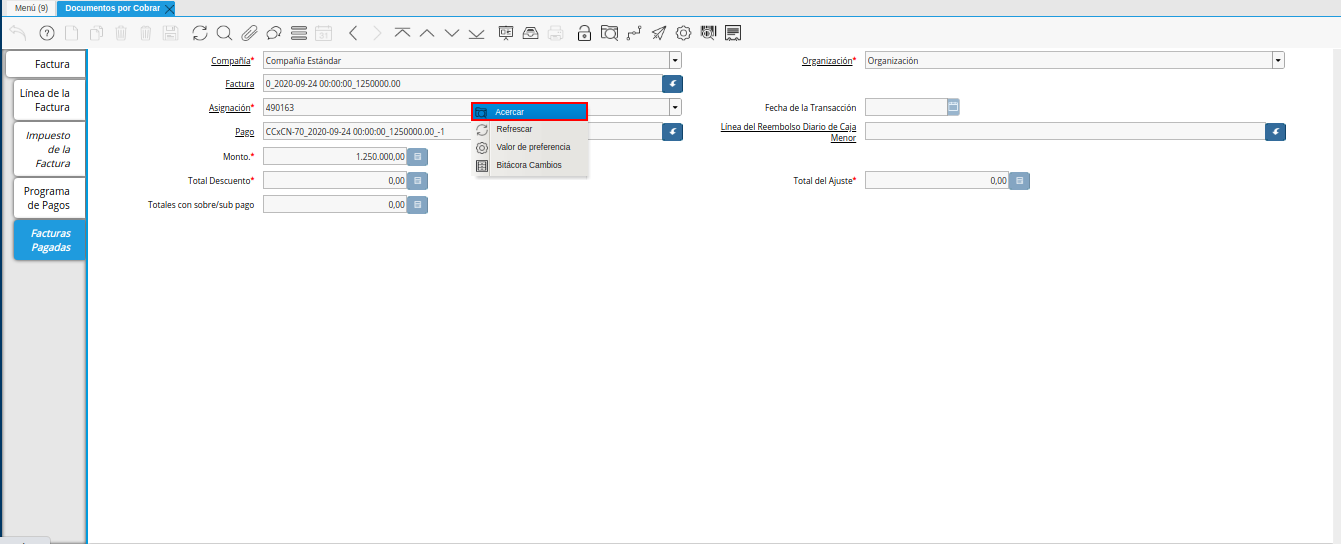 Menú (9)
Documentos por Cobrar
Factura
Línea de la
Factura
Impuesto
de la
Factura
Programa
de Pagos
Facturas
Pagadas
Compañía*
Compañía Estándar
Organización*
Organización
Factura
0_2020-09-24 00:00:00_1250000.00
Asignación*
490163
Fecha de la Transacción
Pago
CCxCN-70_2020-09-24 00:00:00_1250000.00_-1
Línea del Reembolso Diario de Caja
Menor
Monto.*
1.250.000,00
Total Descuento*
0,00
Total del Ajuste*
0,00
Totales con sobre/sub pago
0,00
Acercar
Refrescar
Valor de preferencia
Bitácora Cambios